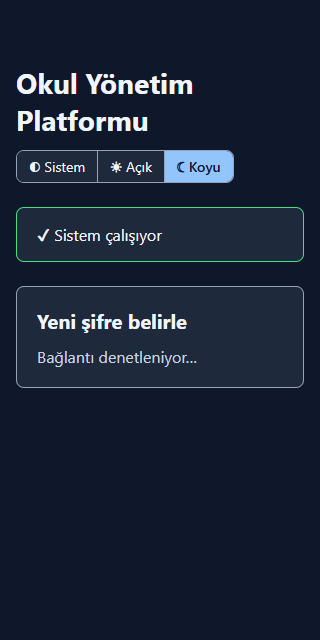 Okul Yönetim
Platformu
◐ Sistem ☀ Açık ☾ Koyu
✓ Sistem çalışıyor
Yeni şifre belirle
Bağlantı denetleniyor...